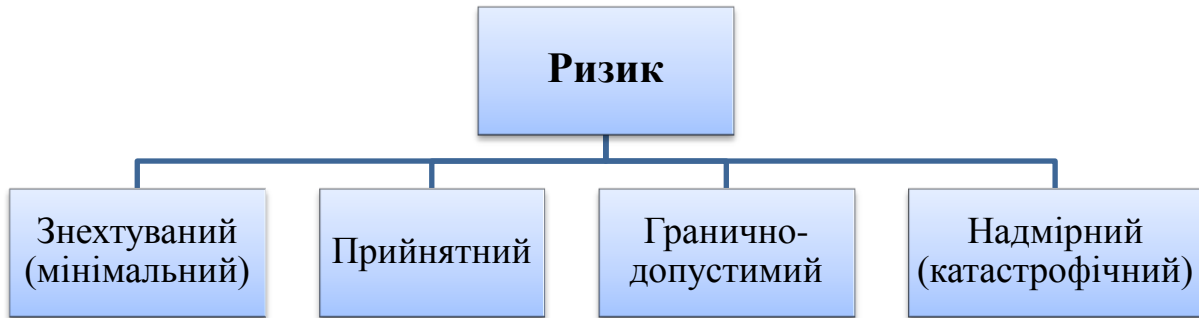 Ризик
Знехтуваний
(мінімальний)
Прийнятний
Гранично-
допустимий
Надмірний
(катастрофічний)